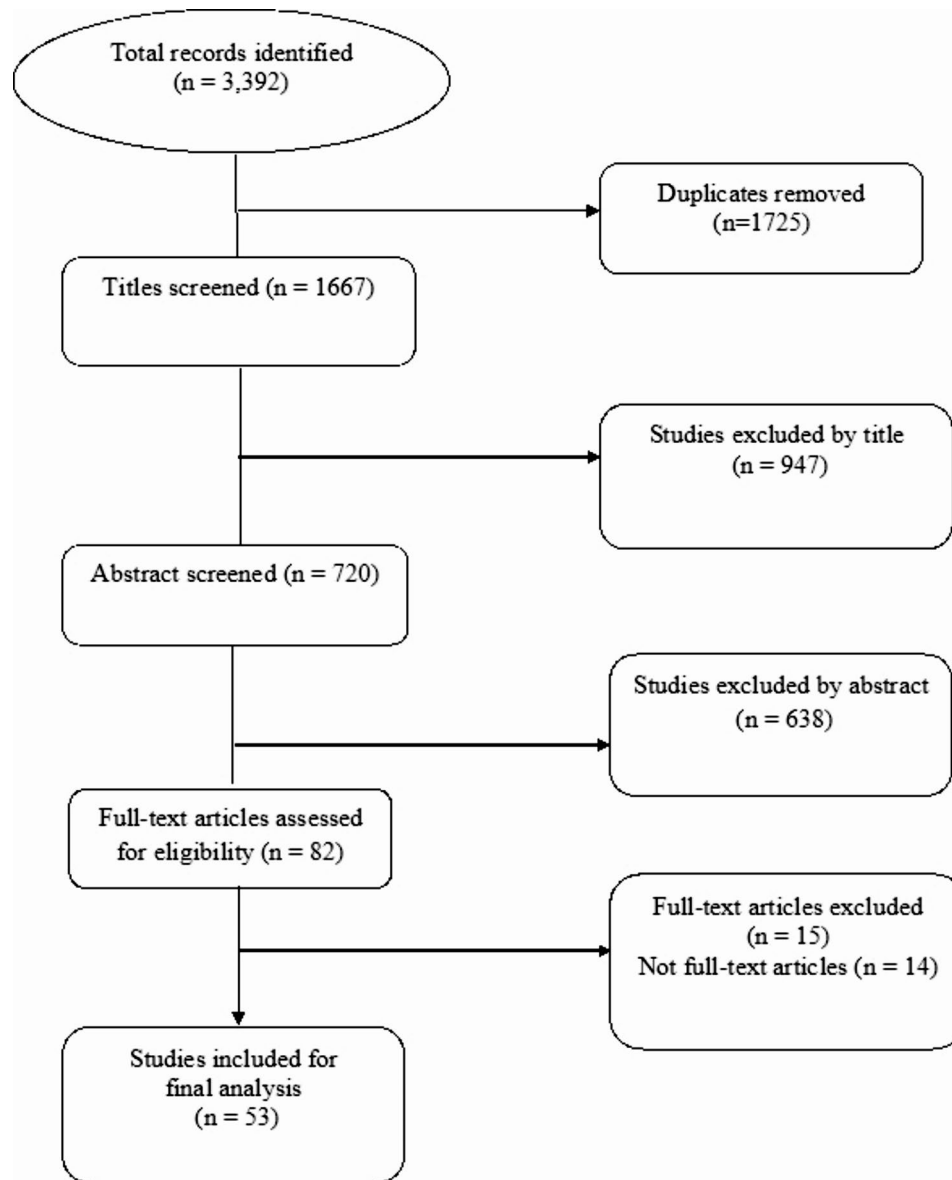 Total records identified
(n = 3,392)
Duplicates removed
(n=1725)
Titles screened (n = 1667)
Studies excluded by title
(n = 947)
Abstract screened (n = 720)
Studies excluded by abstract
(n = 638)
Full-text articles assessed
for eligibility (n = 82)
Full-text articles excluded
(n = 15)
Not full-text articles (n = 14)
Studies included for
final analysis
(n = 53)